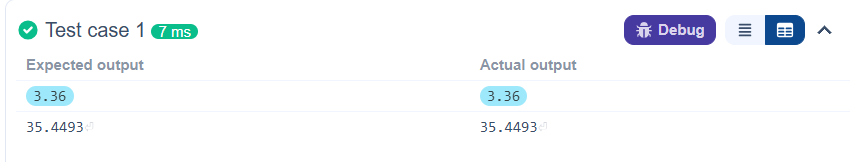 Test case 1 7 ms Debug
Expected output Actual output
3.36 3.36
35.4493 35.4493